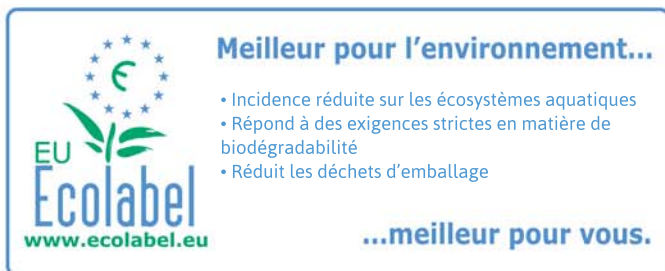 Meilleur pour l'environnement...
• Incidence réduite sur les écosystèmes aquatiques
• Répond à des exigences strictes en matière de
biodégradabilité
• Réduit les déchets d'emballage
EU
Ecolabel
www.ecolabel.eu
...meilleur pour vous.